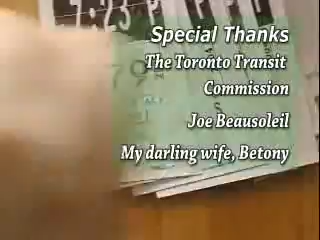 Special Thanks
The Toronto Transit
Commission
Joe Beausoleil
My darling wife, Betony